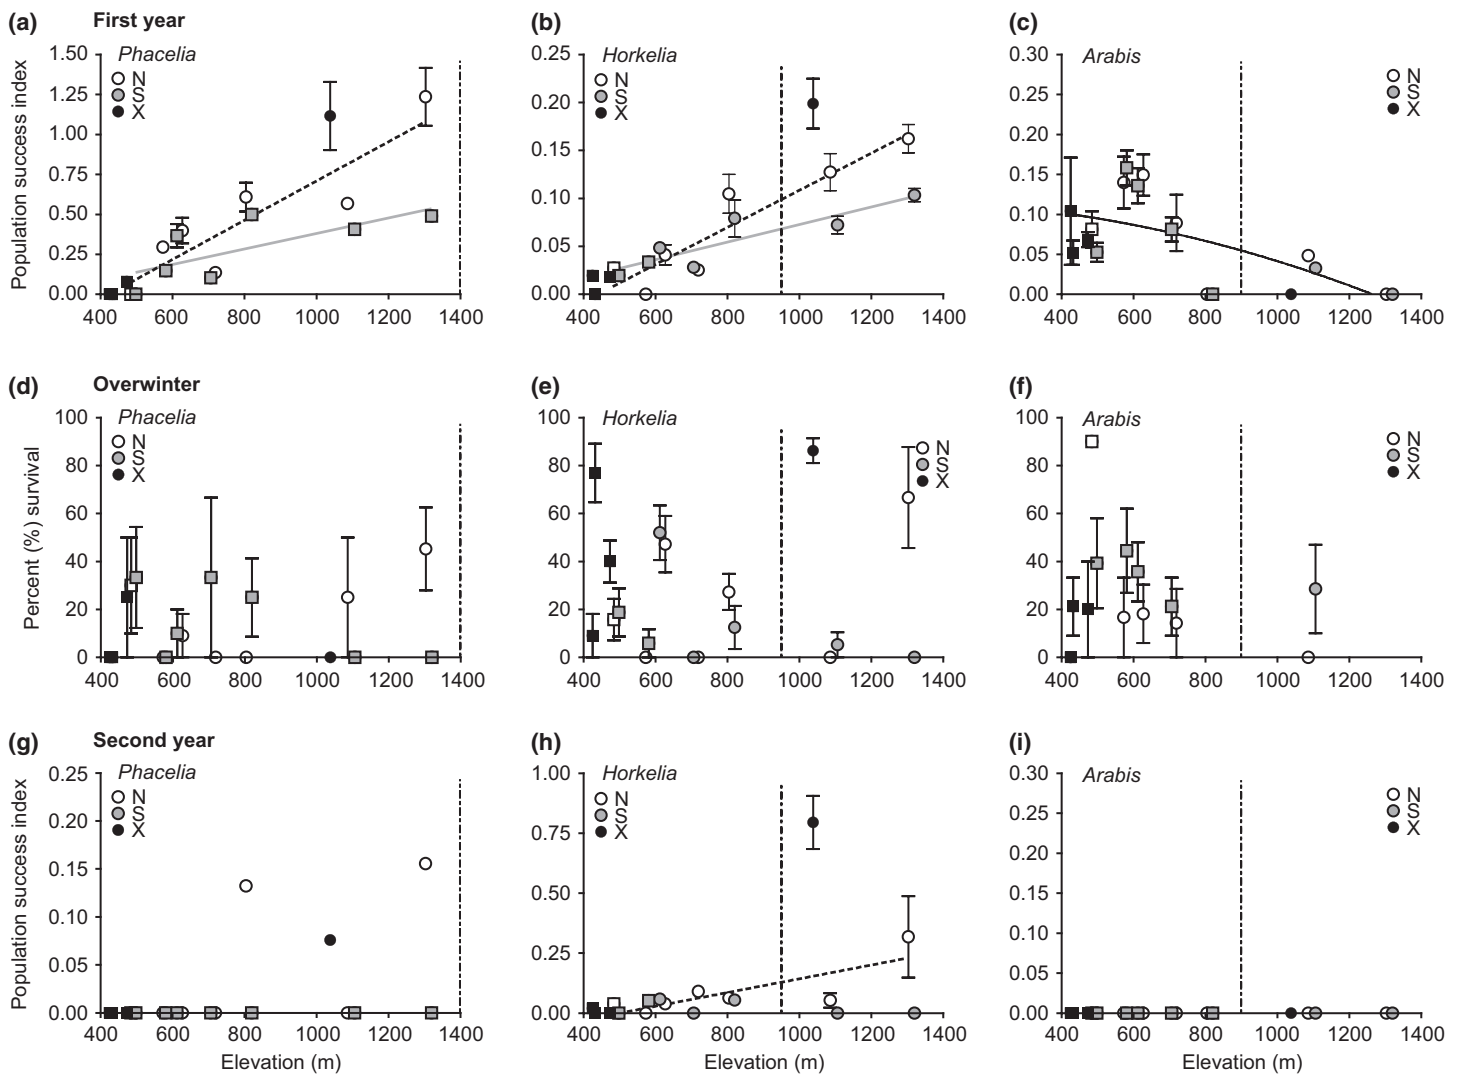 (a) First year
Phacelia
N
S
X
Population success index
1.50
1.25
1.00
0.75
0.50
0.25
0.00
400 600 800 1000 1200 1400
(b)
Horkelia
N
S
X
0.25
0.20
0.15
0.10
0.05
0.00
400 600 800 1000 1200 1400
(c)
Arabis
N
S
X
0.30
0.25
0.20
0.15
0.10
0.05
0.00
400 600 800 1000 1200 1400
(d) Overwinter
Phacelia
N
S
X
Percent (%) survival
100
80
60
40
20
0
400 600 800 1000 1200 1400
(e)
Horkelia
N
S
X
100
80
60
40
20
0
400 600 800 1000 1200 1400
(f)
Arabis
N
S
X
100
80
60
40
20
0
400 600 800 1000 1200 1400
(g) Second year
Phacelia
N
S
X
Population success index
0.25
0.20
0.15
0.10
0.05
0.00
400 600 800 1000 1200 1400
Elevation (m)
(h)
Horkelia
N
S
X
1.00
0.75
0.50
0.25
0.00
400 600 800 1000 1200 1400
Elevation (m)
(i)
Arabis
N
S
X
0.30
0.25
0.20
0.15
0.10
0.05
0.00
400 600 800 1000 1200 1400
Elevation (m)